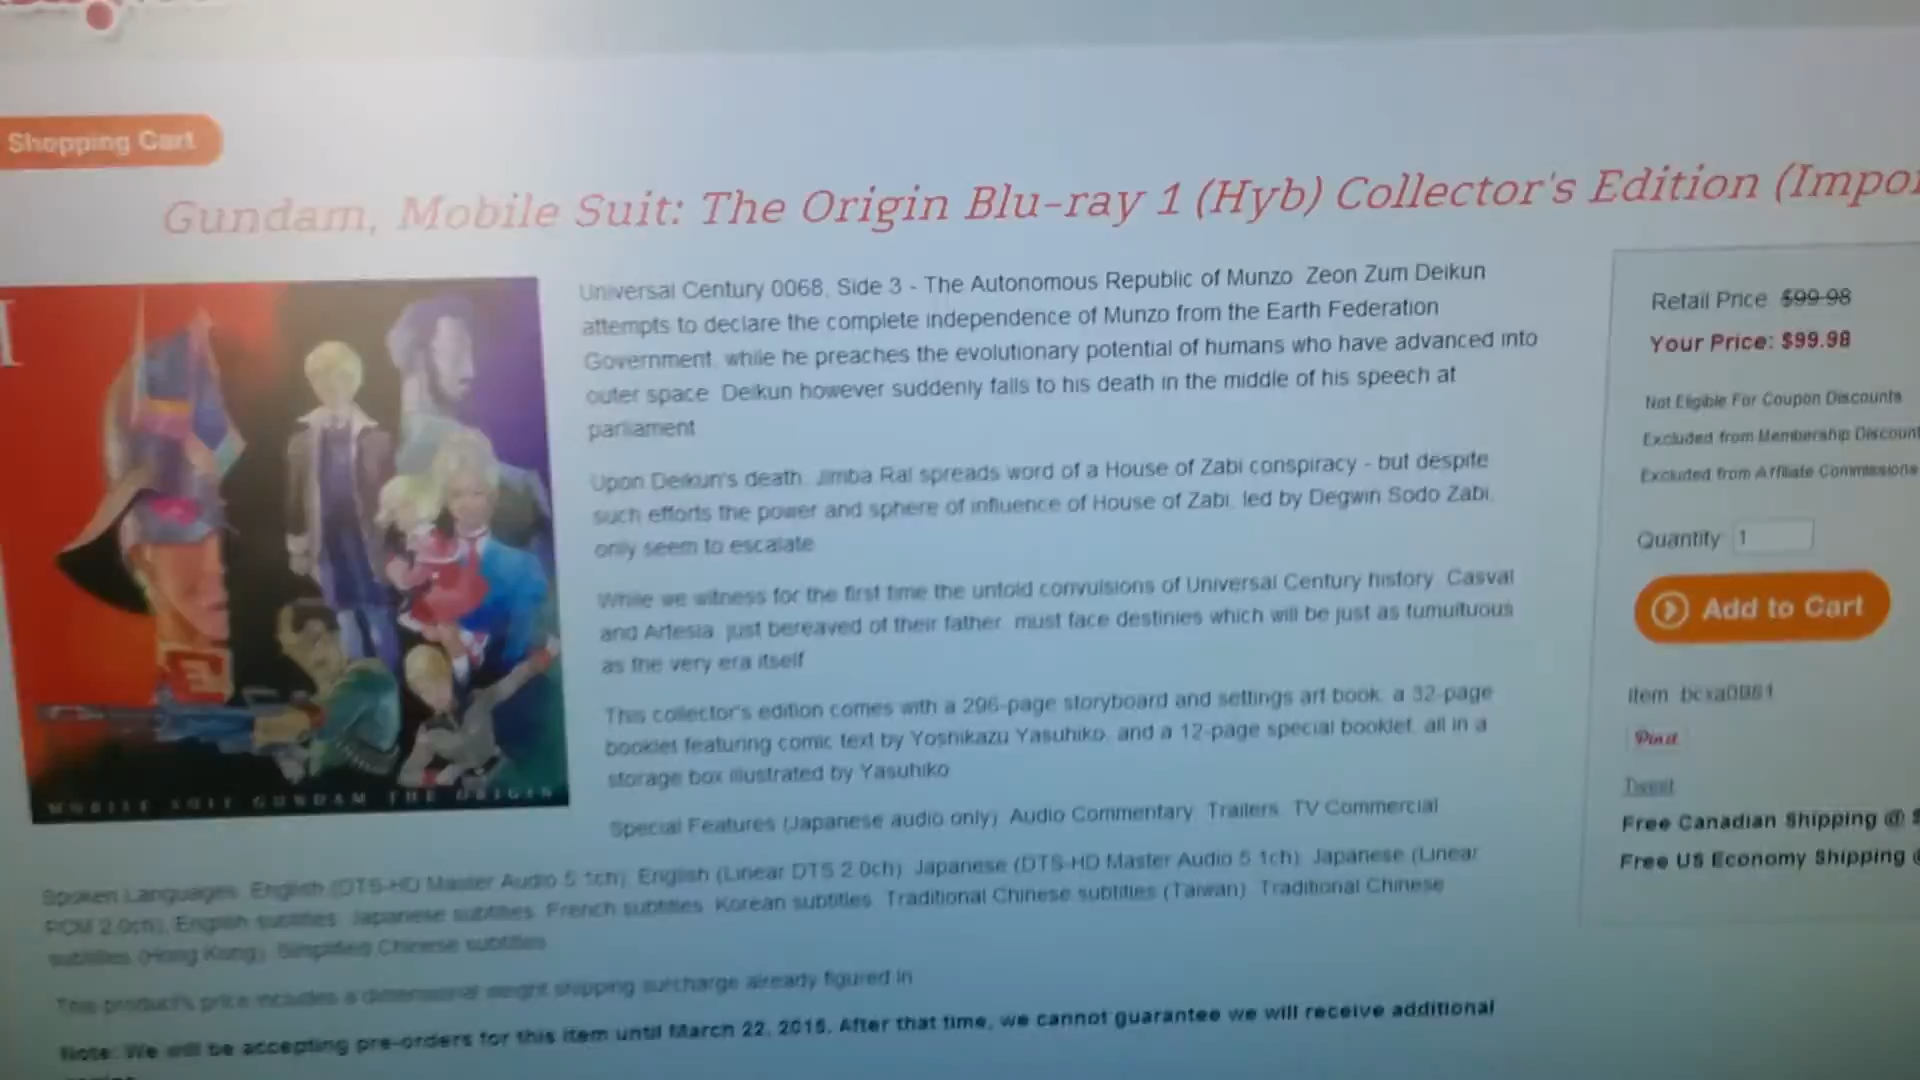 Shopping Cart
Gundam, Mobile Suit: The Origin Blu-ray 1 (Hyb) Collector's Edition (Impor
Universal Century 0068, Side 3 - The Autonomous Republic of Munzo. Zeon Zum Deikun
attempts to declare the complete independence of Munzo from the Earth Federation
Government, while he preaches the evolutionary potential of humans who have advanced into
outer space. Deikun however suddenly falls to his death in the middle of his speech at
parliament.
Upon Deikun's death, Jimba Ral spreads word of a House of Zabi conspiracy - but despite
such efforts the power and sphere of influence of House of Zabi, led by Degwin Sodo Zabi,
only seem to escalate.
While we witness for the first time the untold convulsions of Universal Century history, Casval
and Artesia, just bereaved of their father, must face destinies which will be just as tumultuous
as the very era itself.
This collector's edition comes with a 296-page storyboard and settings art book, a 32-page
booklet featuring comic text by Yoshikazu Yasuhiko, and a 12-page special booklet, all in a
storage box illustrated by Yasuhiko.
Special Features (Japanese audio only): Audio Commentary, Trailers, TV Commercial
Spoken Languages: English (DTS-HD Master Audio 5.1ch), English (Linear DTS 2.0ch), Japanese (DTS-HD Master Audio 5.1ch), Japanese (Linear
PCM 2.0ch), English subtitles, Japanese subtitles, French subtitles, Korean subtitles, Traditional Chinese subtitles (Taiwan), Traditional Chinese
subtitles (Hong Kong), Simplified Chinese subtitles
This product's price includes a dimensional weight shipping surcharge already figured in.
Note: We will be accepting pre-orders for this item until March 22, 2015. After that time, we cannot guarantee we will receive additional
MOBILE SUIT GUNDAM THE ORIGIN
Retail Price: $99.98
Your Price: $99.98
Not Eligible For Coupon Discounts
Excluded from Membership Discount
Excluded from Affiliate Commissions
Quantity: 1
Add to Cart
Item:
Pin it
Tweet
Free Canadian Shipping @ $
Free US Economy Shipping @